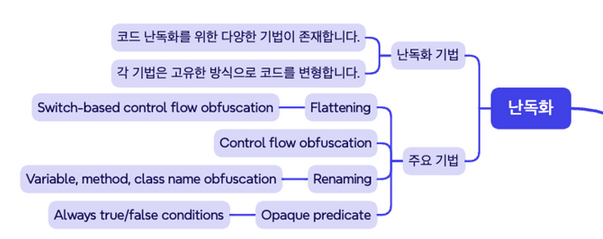 코드 난독화를 위한 다양한 기법이 존재합니다.
난독화 기법
각 기법은 고유한 방식으로 코드를 변형합니다.
난독화
Switch-based control flow obfuscation
Flattening
Control flow obfuscation
주요 기법
Variable, method, class name obfuscation
Renaming
Always true/false conditions
Opaque predicate